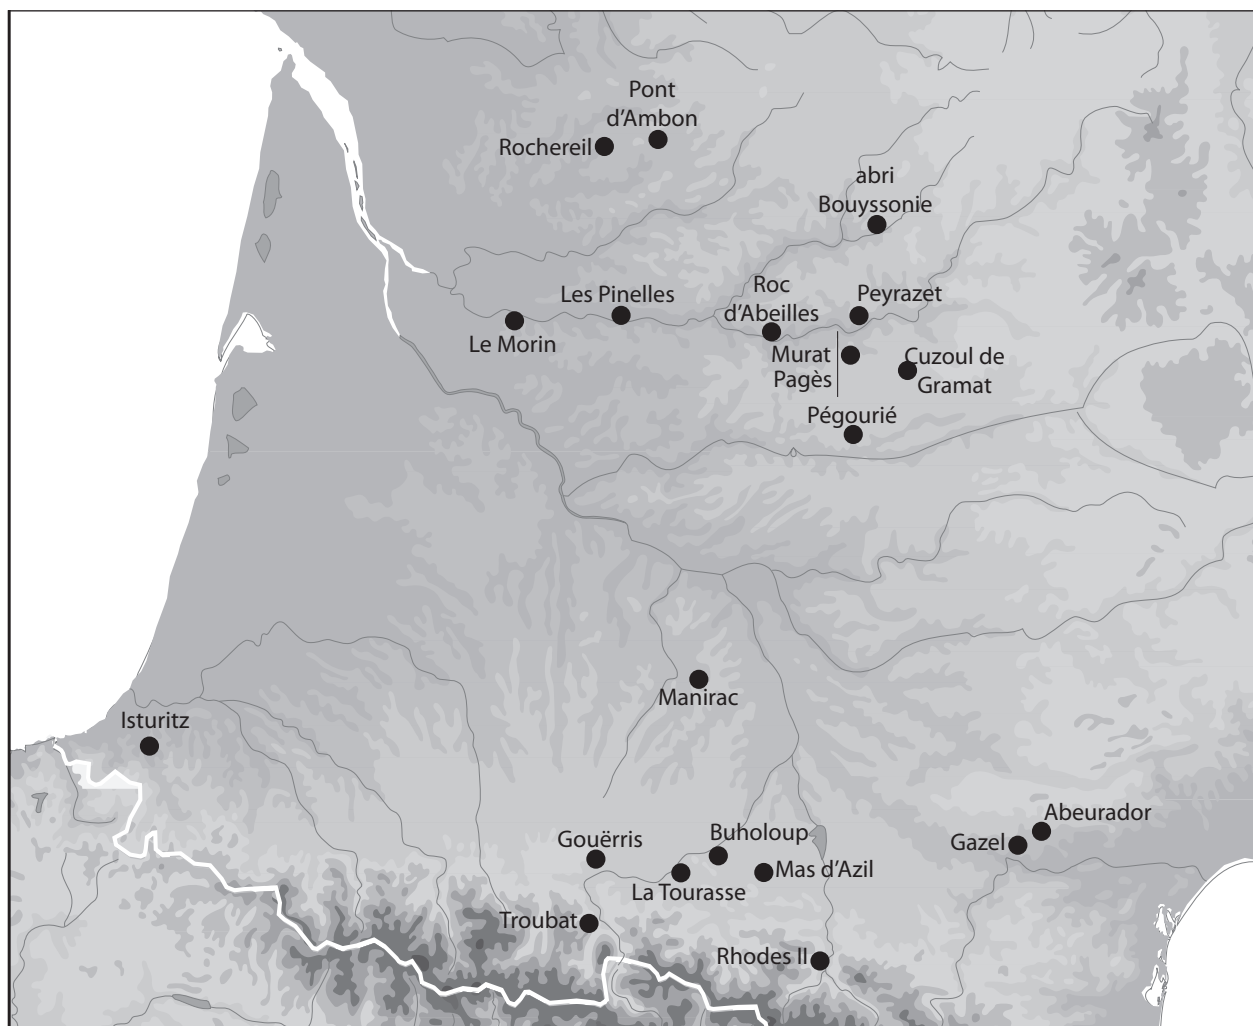 Pont
d'Ambon
Rochereil
abri
Bouyssonie
Roc
d'Abeilles
Les Pinelles
Peyrazet
Le Morin
Murat
Pagès
Cuzoul de
Gramat
Pégourié
Manirac
Isturitz
Abeurador
Gazel
Buholoup
Gouërris
Mas d'Azil
La Tourasse
Troubat
Rhodes II